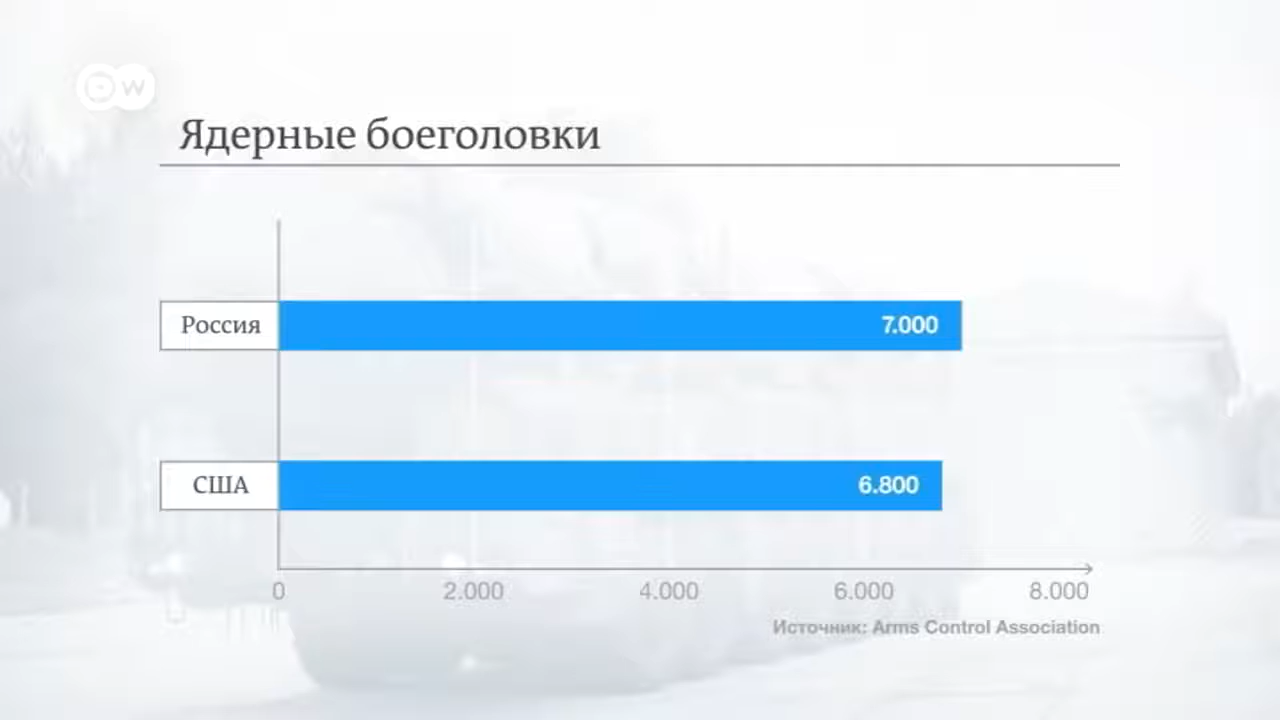 DW
Ядерные боеголовки
Россия
7.000
США
6.800
0 2.000 4.000 6.000 8.000
Источник: Arms Control Association